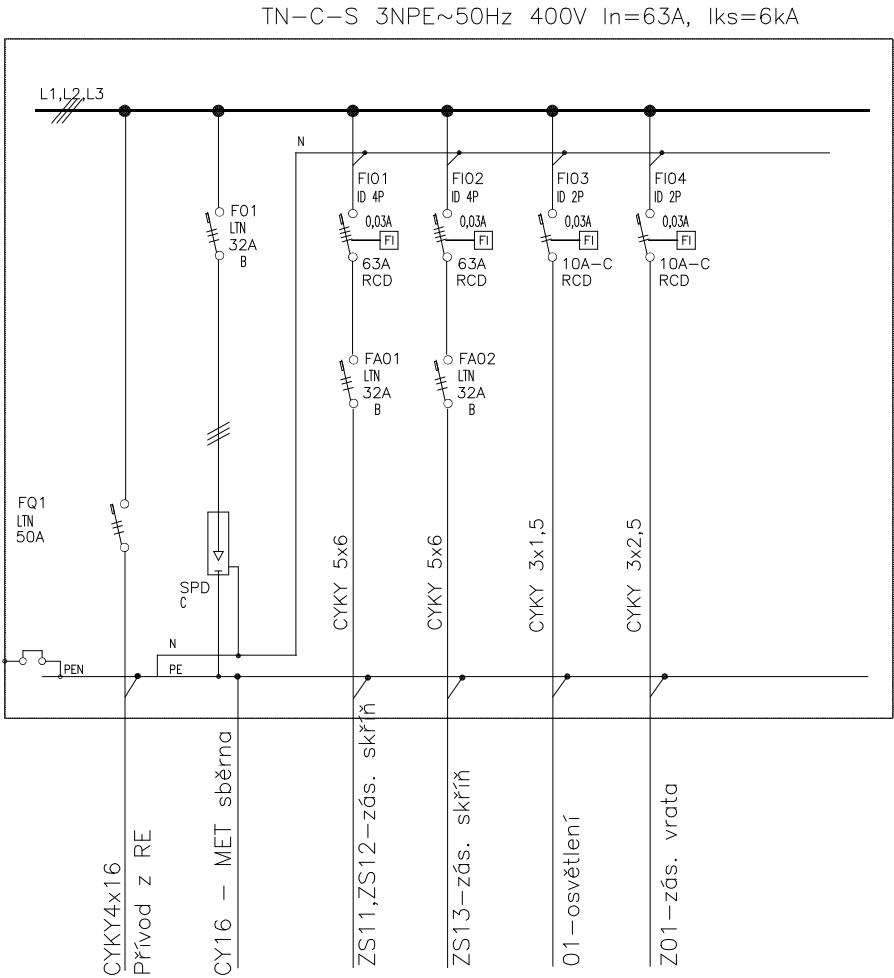 TN-C-S 3NPE~50Hz 400V In=63A, Iks=6kA
L1,L2,L3
N
FI01
ID 4P
0,03A
FI
63A
RCD
FI02
ID 4P
0,03A
FI
63A
RCD
FI03
ID 2P
0,03A
FI
10A-C
RCD
FI04
ID 2P
0,03A
FI
10A-C
RCD
F01
LTN
32A
B
FA01
LTN
32A
B
FA02
LTN
32A
B
FQ1
LTN
50A
SPD
C
CYKY 5x6
CYKY 5x6
CYKY 3x1,5
CYKY 3x2,5
N
PEN
PE
CYKY4x16
Přívod z RE
CY16 - MET sběrna
ZS11,ZS12-zás. skříň
ZS13-zás. skříň
01-osvětlení
Z01-zás. vrata